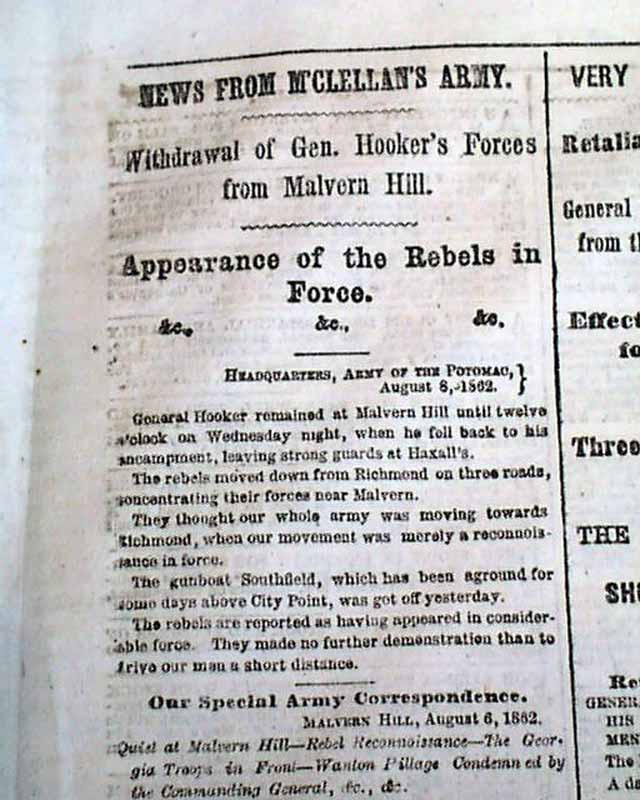 NEWS FROM M'CLELLAN'S ARMY.
Withdrawal of Gen. Hooker's Forces
from Malvern Hill.
Appearance of the Rebels in
Force.
&c., &c., &c.
HEADQUARTERS, ARMY OF THE POTOMAC,}
August 8, 1862.
General Hooker remained at Malvern Hill until twelve
o'clock on Wednesday night, when he fell back to his
encampment, leaving strong guards at Haxall's.
The rebels moved down from Richmond on three roads,
concentrating their forces near Malvern.
They thought our whole army was moving towards
Richmond, when our movement was merely a reconnois-
sance in force.
The gunboat Southfield, which has been aground for
some days above City Point, was got off yesterday.
The rebels are reported as having appeared in consider-
able force. They made no further demonstration than to
drive our men a short distance.
Our Special Army Correspondence.
MALVERN HILL, August 6, 1862.
Quiet at Malvern Hill—Rebel Reconnoissance—The Geor-
gia Troops in Front—Wanton Pillage Condemned by
the Commanding General, &c., &c.
VERY
Retalia
General
from th
Effect
fo
Three
THE
SHO
Re
GENER
HIS
MEN
The
A da